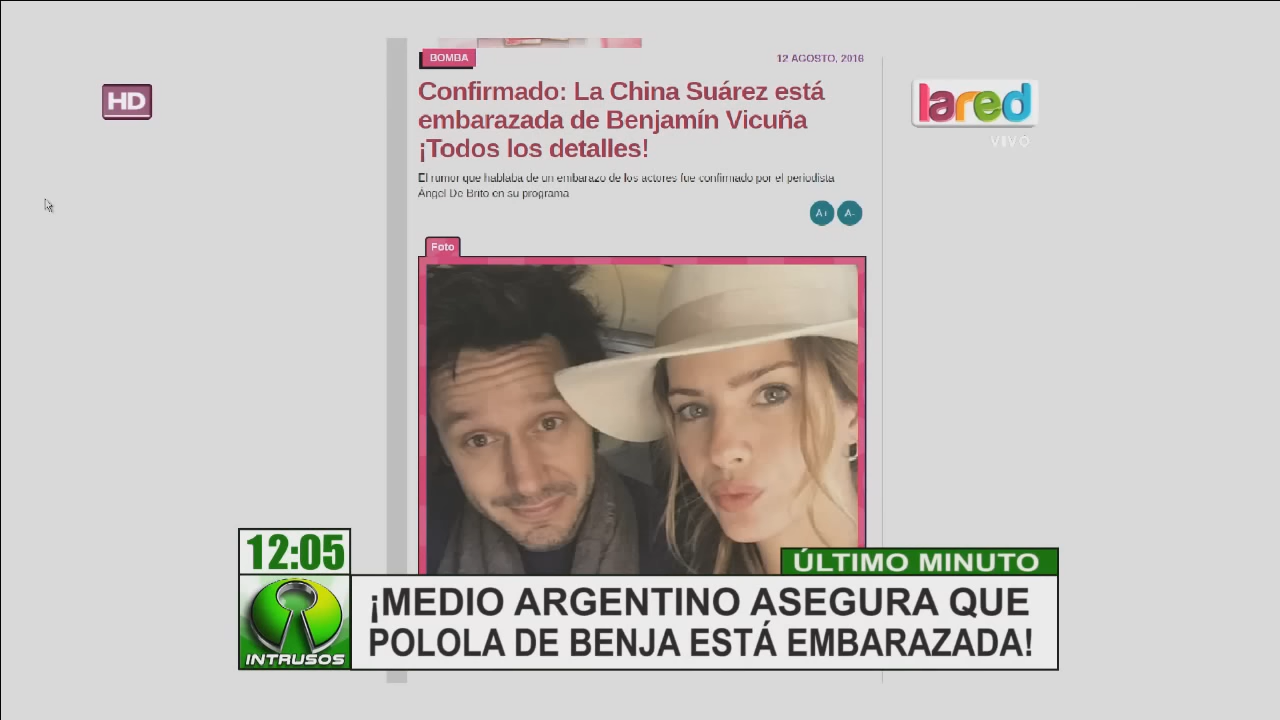 BOMBA
12 AGOSTO, 2016
Confirmado: La China Suárez está
embarazada de Benjamín Vicuña
¡Todos los detalles!
El rumor que hablaba de un embarazo de los actores fue confirmado por el periodista
Ángel De Brito en su programa
A+ A-
Foto
HD
lared
VIVO
12:05
INTRUSOS
ÚLTIMO MINUTO
¡MEDIO ARGENTINO ASEGURA QUE
POLOLA DE BENJA ESTÁ EMBARAZADA!